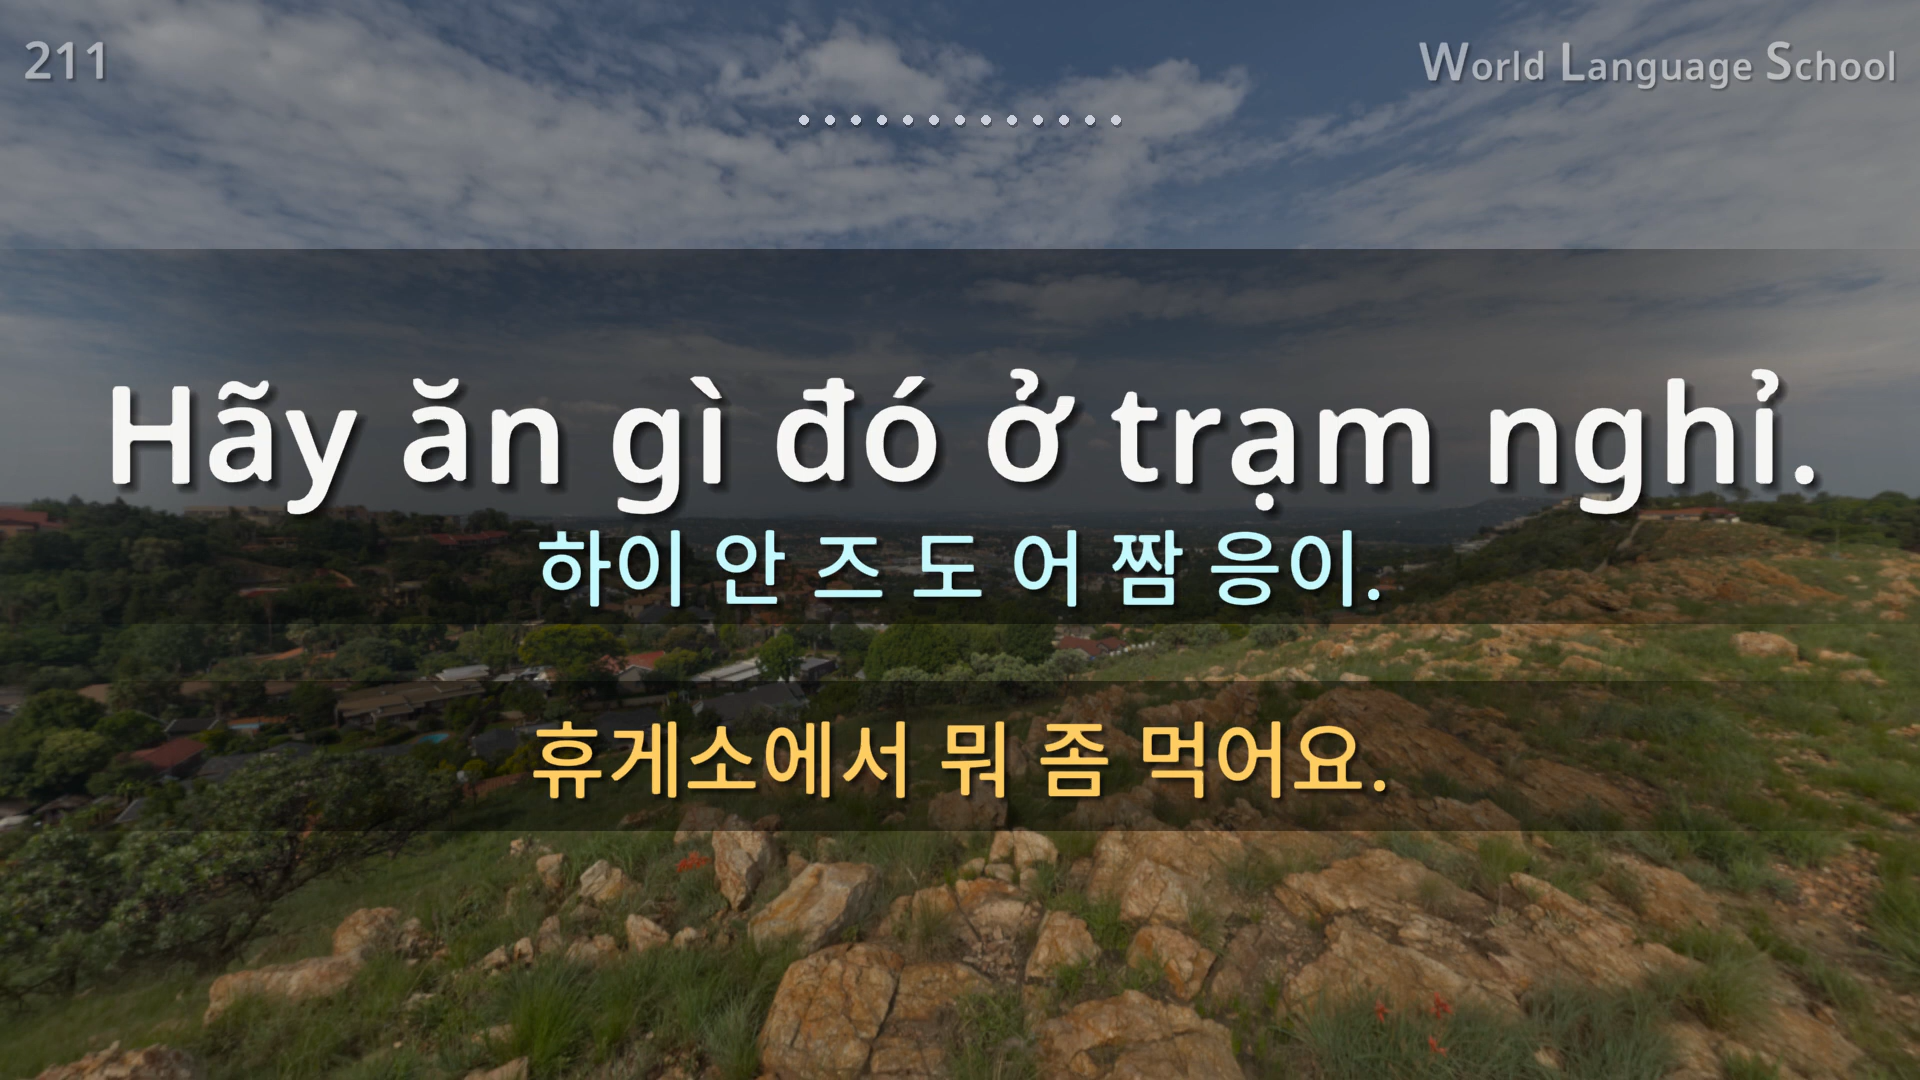 211
World Language School
Hãy ăn gì đó ở trạm nghỉ.
하이 안 즈 도 어 짬 응이.
휴게소에서 뭐 좀 먹어요.